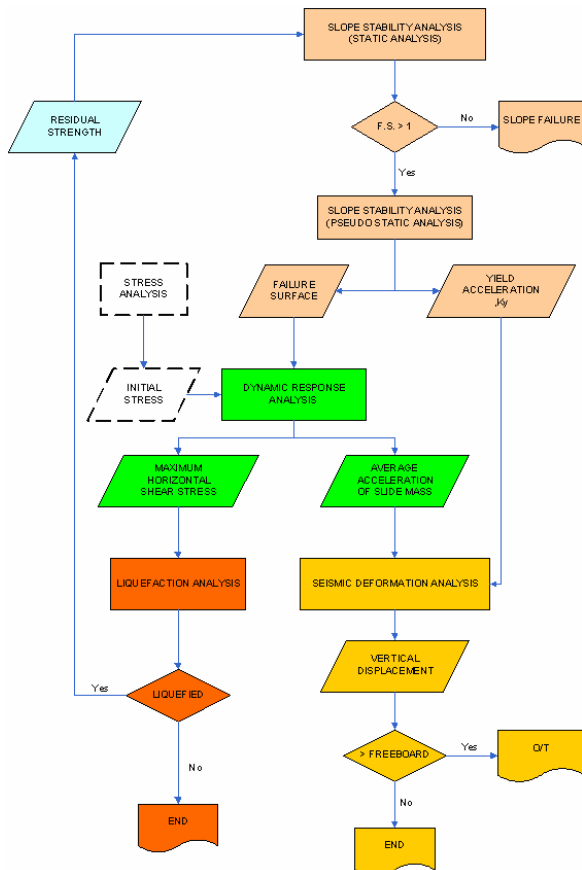 SLOPE STABILITY ANALYSIS
(STATIC ANALYSIS)
RESIDUAL
STRENGTH
F.S. > 1
No
SLOPE FAILURE
Yes
SLOPE STABILITY ANALYSIS
(PSEUDO STATIC ANALYSIS)
STRESS
ANALYSIS
FAILURE
SURFACE
YIELD
ACCELERATION
,Ky
INITIAL
STRESS
DYNAMIC RESPONSE
ANALYSIS
MAXIMUM
HORIZONTAL
SHEAR STRESS
AVERAGE
ACCELERATION
OF SLIDE MASS
LIQUEFACTION ANALYSIS
SEISMIC DEFORMATION ANALYSIS
VERTICAL
DISPLACEMENT
Yes
LIQUEFIED
> FREEBOARD
Yes
O/T
No
No
END
END